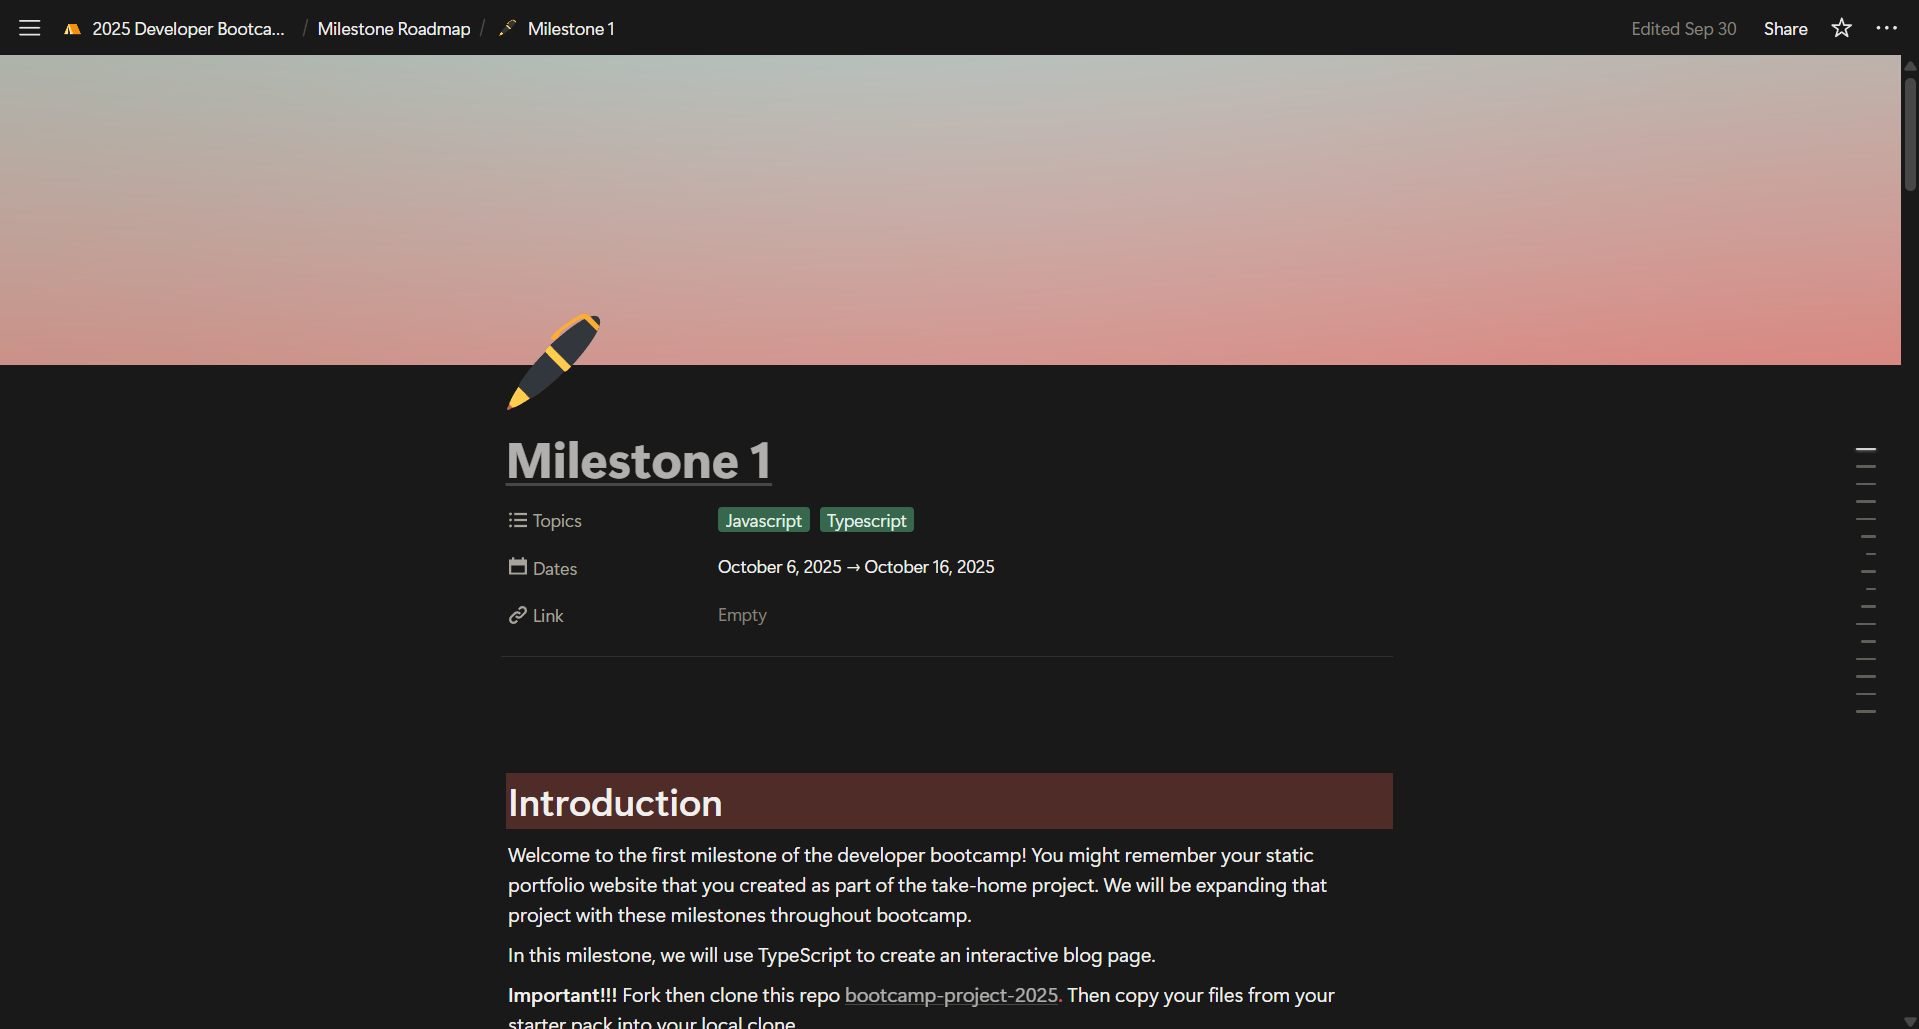 2025 Developer Bootca... / Milestone Roadmap / Milestone 1
Edited Sep 30 Share
Milestone 1
Topics Javascript Typescript
Dates October 6, 2025 → October 16, 2025
Link Empty
Introduction
Welcome to the first milestone of the developer bootcamp! You might remember your static
portfolio website that you created as part of the take-home project. We will be expanding that
project with these milestones throughout bootcamp.
In this milestone, we will use TypeScript to create an interactive blog page.
Important!!! Fork then clone this repo bootcamp-project-2025. Then copy your files from your
starter pack into your local clone